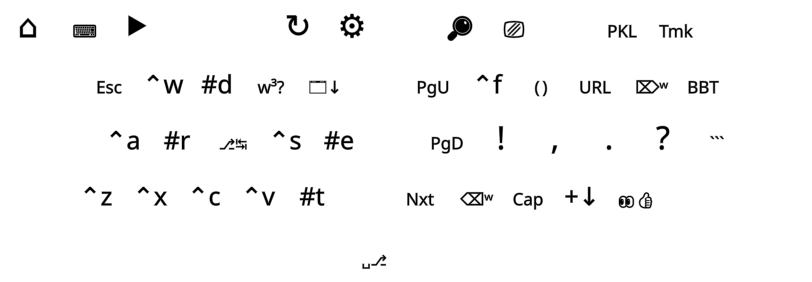 ⌂ ⌨ ▶ ↻ ⚙ 🔎 ⎚ PKL Tmk
Esc ^w #d w³? 🗔↓ PgU ^f () URL ⌦ʷ BBT
^a #r ⎇↹ ^s #e PgD ! , . ? ```
^z ^x ^c ^v #t Nxt ⌫ʷ Cap +↓ 👀👍
␣⎇